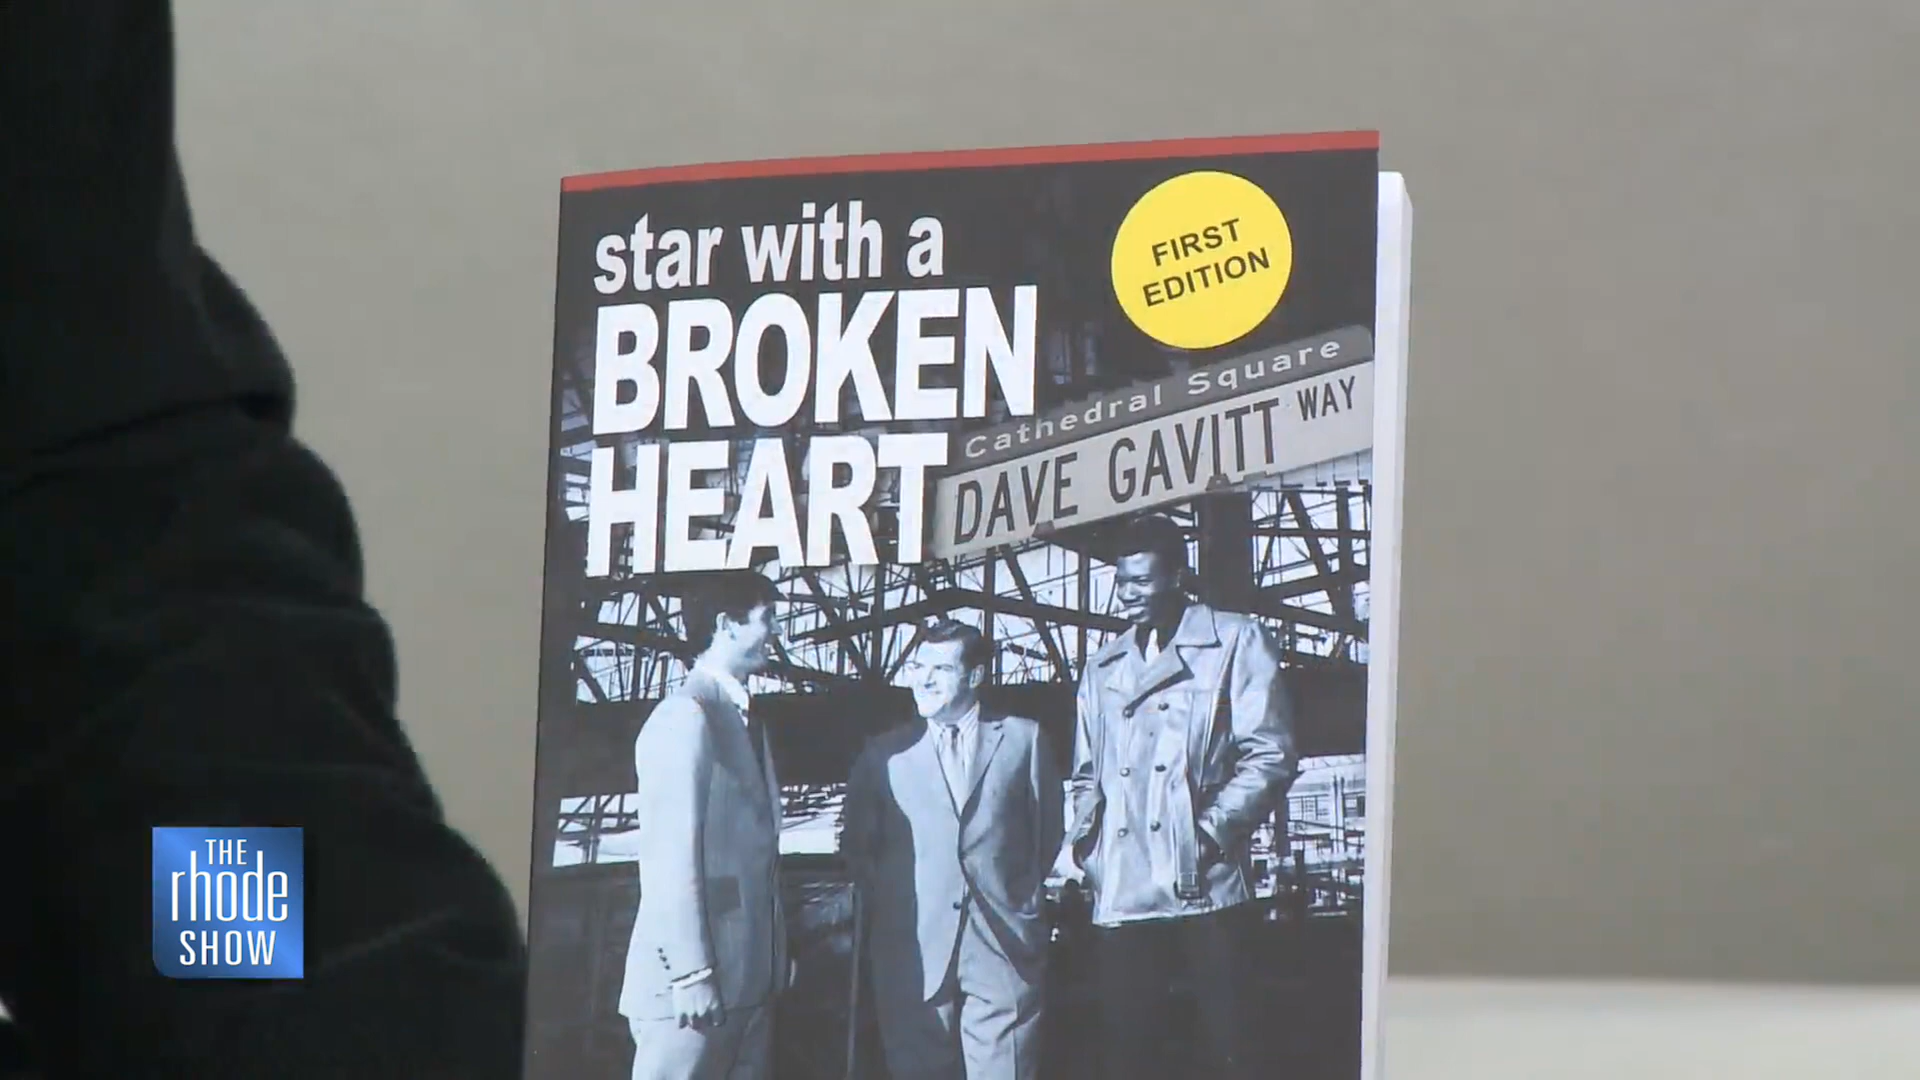 star with a
BROKEN
HEART
FIRST
EDITION
Cathedral Square
DAVE GAVITT WAY
THE
rhode
SHOW